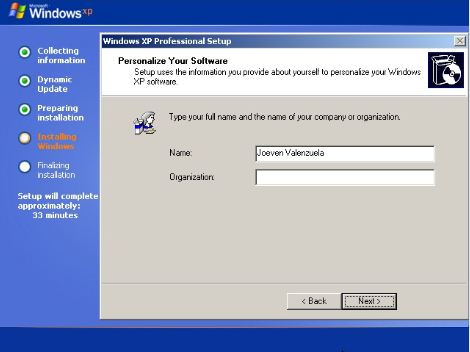 Microsoft
Windows xp
Collecting
information
Dynamic
Update
Preparing
installation
Installing
Windows
Finalizing
installation
Setup will complete
approximately:
33 minutes
Windows XP Professional Setup
Personalize Your Software
Setup uses the information you provide about yourself to personalize your Windows
XP software.
Type your full name and the name of your company or organization.
Name:
Joeven Valenzuela
Organization:
< Back
Next >